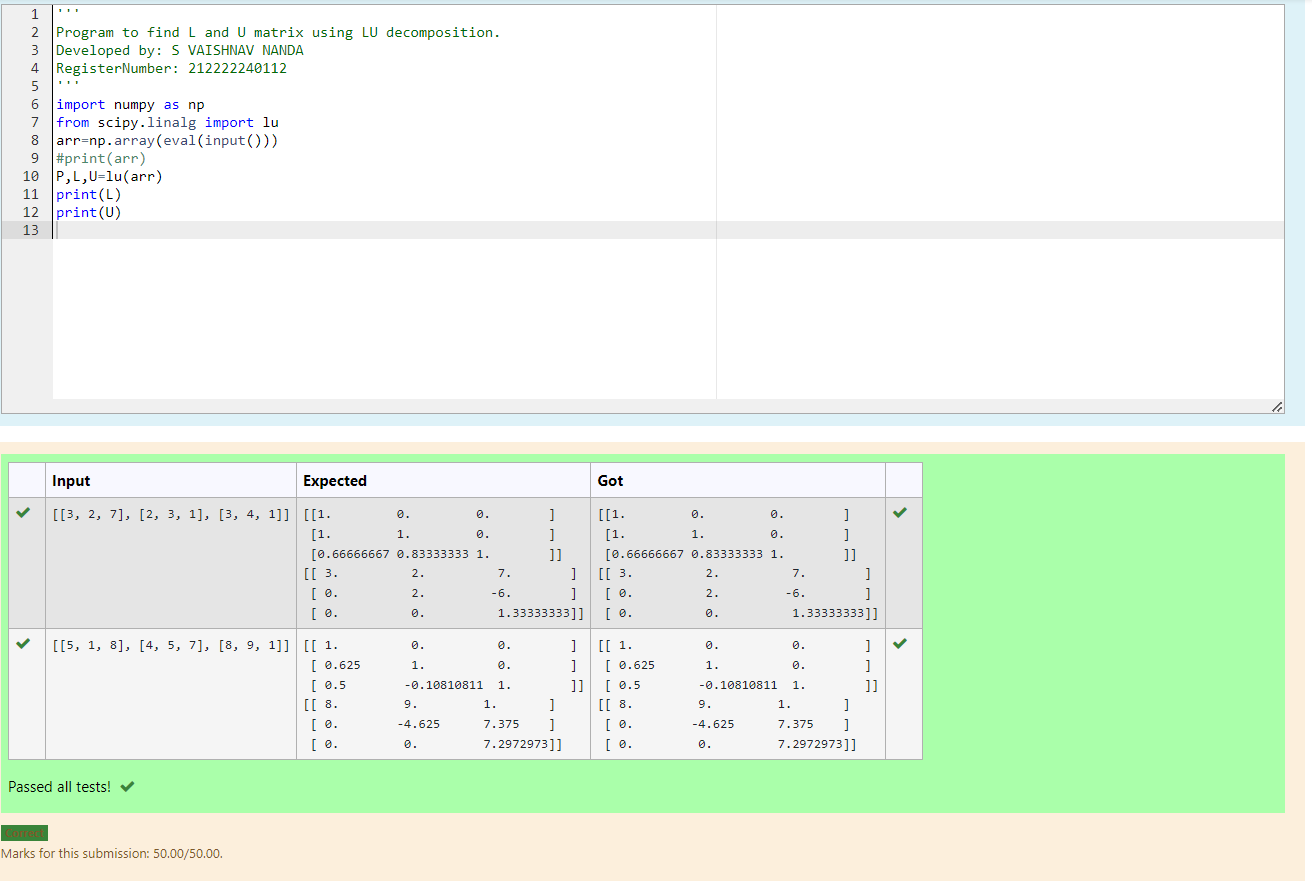 1 '''
2 Program to find L and U matrix using LU decomposition.
3 Developed by: S VAISHNAV NANDA
4 RegisterNumber: 212222240112
5 '''
6 import numpy as np
7 from scipy.linalg import lu
8 arr=np.array(eval(input()))
9 #print(arr)
10 P,L,U=lu(arr)
11 print(L)
12 print(U)
13
Input Expected Got
[[3, 2, 7], [2, 3, 1], [3, 4, 1]] [[1. 0. 0. ] [[1. 0. 0. ]
[1. 1. 0. ] [1. 1. 0. ]
[0.66666667 0.83333333 1. ]] [0.66666667 0.83333333 1. ]]
[[ 3. 2. 7. ] [[ 3. 2. 7. ]
[ 0. 2. -6. ] [ 0. 2. -6. ]
[ 0. 0. 1.33333333]] [ 0. 0. 1.33333333]]
[[5, 1, 8], [4, 5, 7], [8, 9, 1]] [[ 1. 0. 0. ] [[ 1. 0. 0. ]
[ 0.625 1. 0. ] [ 0.625 1. 0. ]
[ 0.5 -0.10810811 1. ]] [ 0.5 -0.10810811 1. ]]
[[ 8. 9. 1. ] [[ 8. 9. 1. ]
[ 0. -4.625 7.375 ] [ 0. -4.625 7.375 ]
[ 0. 0. 7.2972973]] [ 0. 0. 7.2972973]]
Passed all tests!
Correct
Marks for this submission: 50.00/50.00.